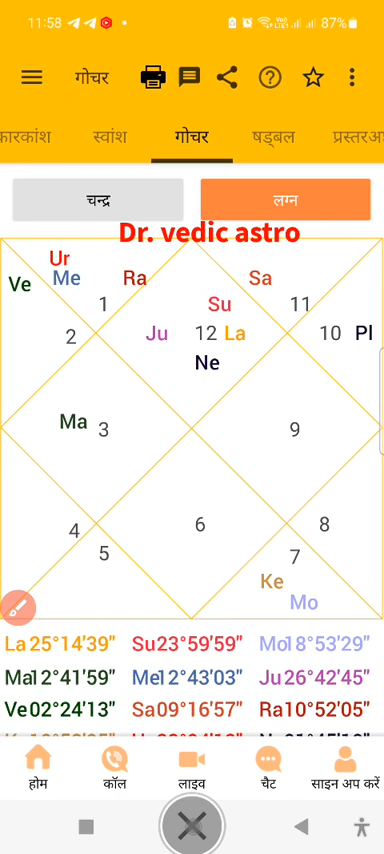 11:58 87%
गोचर
कारकांश स्वांश गोचर षड्बल प्रस्तरअ
चन्द्र लग्न
Dr. vedic astro
Ur
Ve Me Ra Sa
1 Su 11
2 Ju 12 La 10 Pl
Ne
Ma 3 9
4 6 8
5 7
Ke
Mo
La 25°14'39" Su 23°59'59" Mo 18°53'29"
Ma 12°41'59" Me 12°43'03" Ju 26°42'45"
Ve 02°24'13" Sa 09°16'57" Ra 10°52'05"
होम कॉल लाइव चैट साइन अप करें